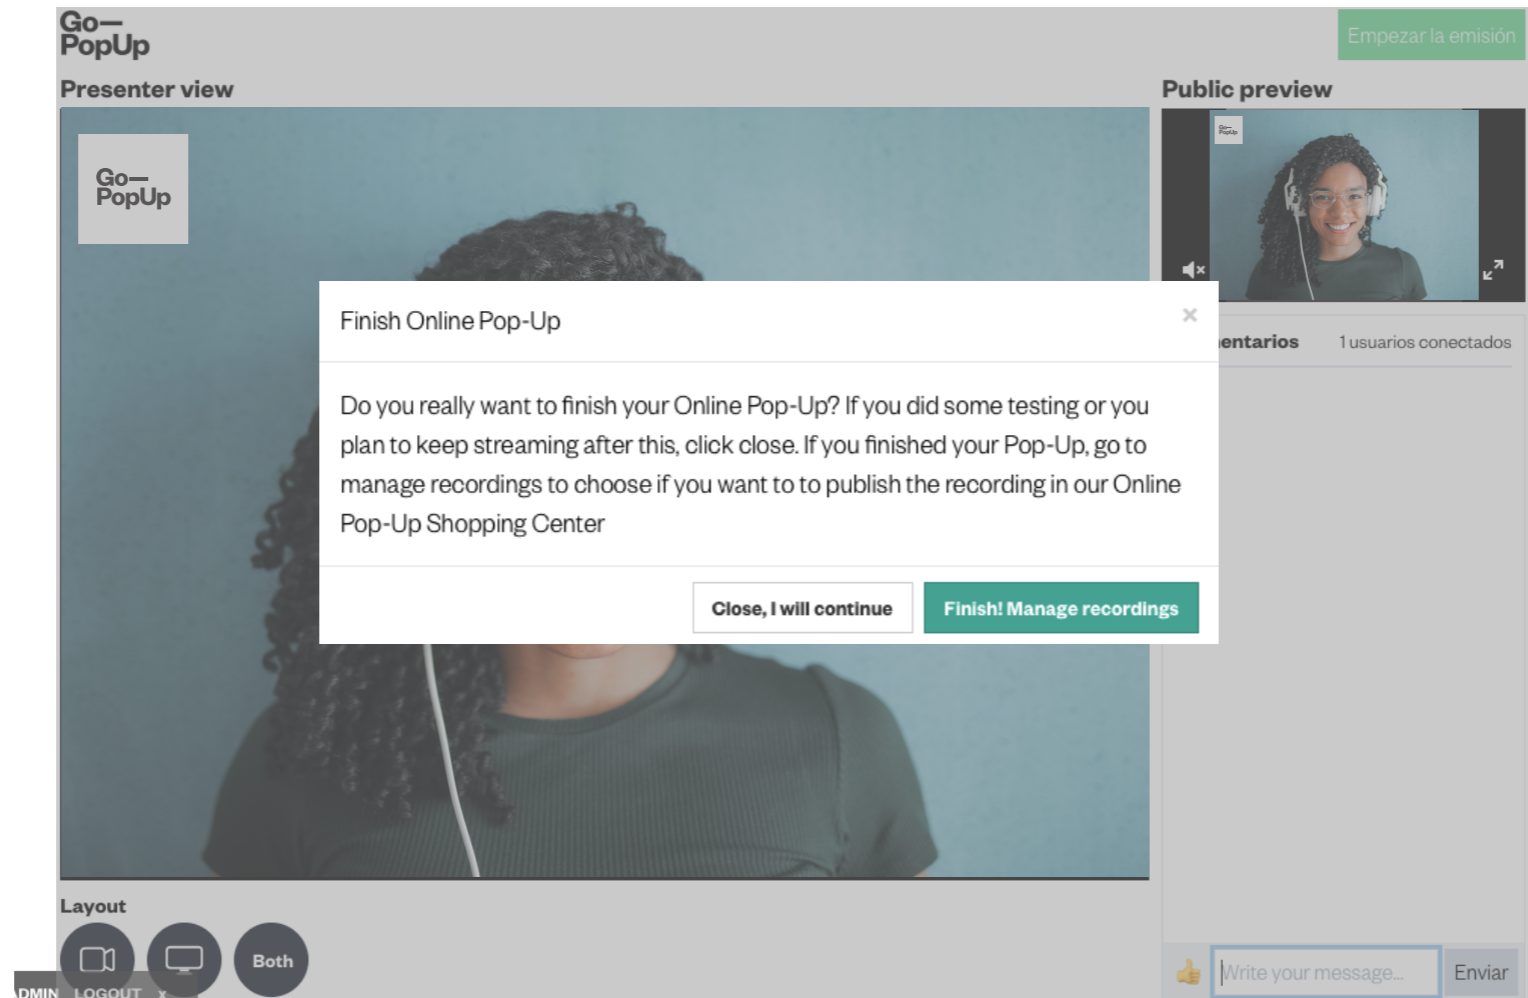 Go—
PopUp
Empezar la emisión
Presenter view
Public preview
Go—
PopUp
Go—
PopUp
Finish Online Pop-Up
×
entarios
1 usuarios conectados
Do you really want to finish your Online Pop-Up? If you did some testing or you
plan to keep streaming after this, click close. If you finished your Pop-Up, go to
manage recordings to choose if you want to to publish the recording in our Online
Pop-Up Shopping Center
Close, I will continue
Finish! Manage recordings
Layout
Both
Write your message...
Enviar
DMIN LOGOUT x